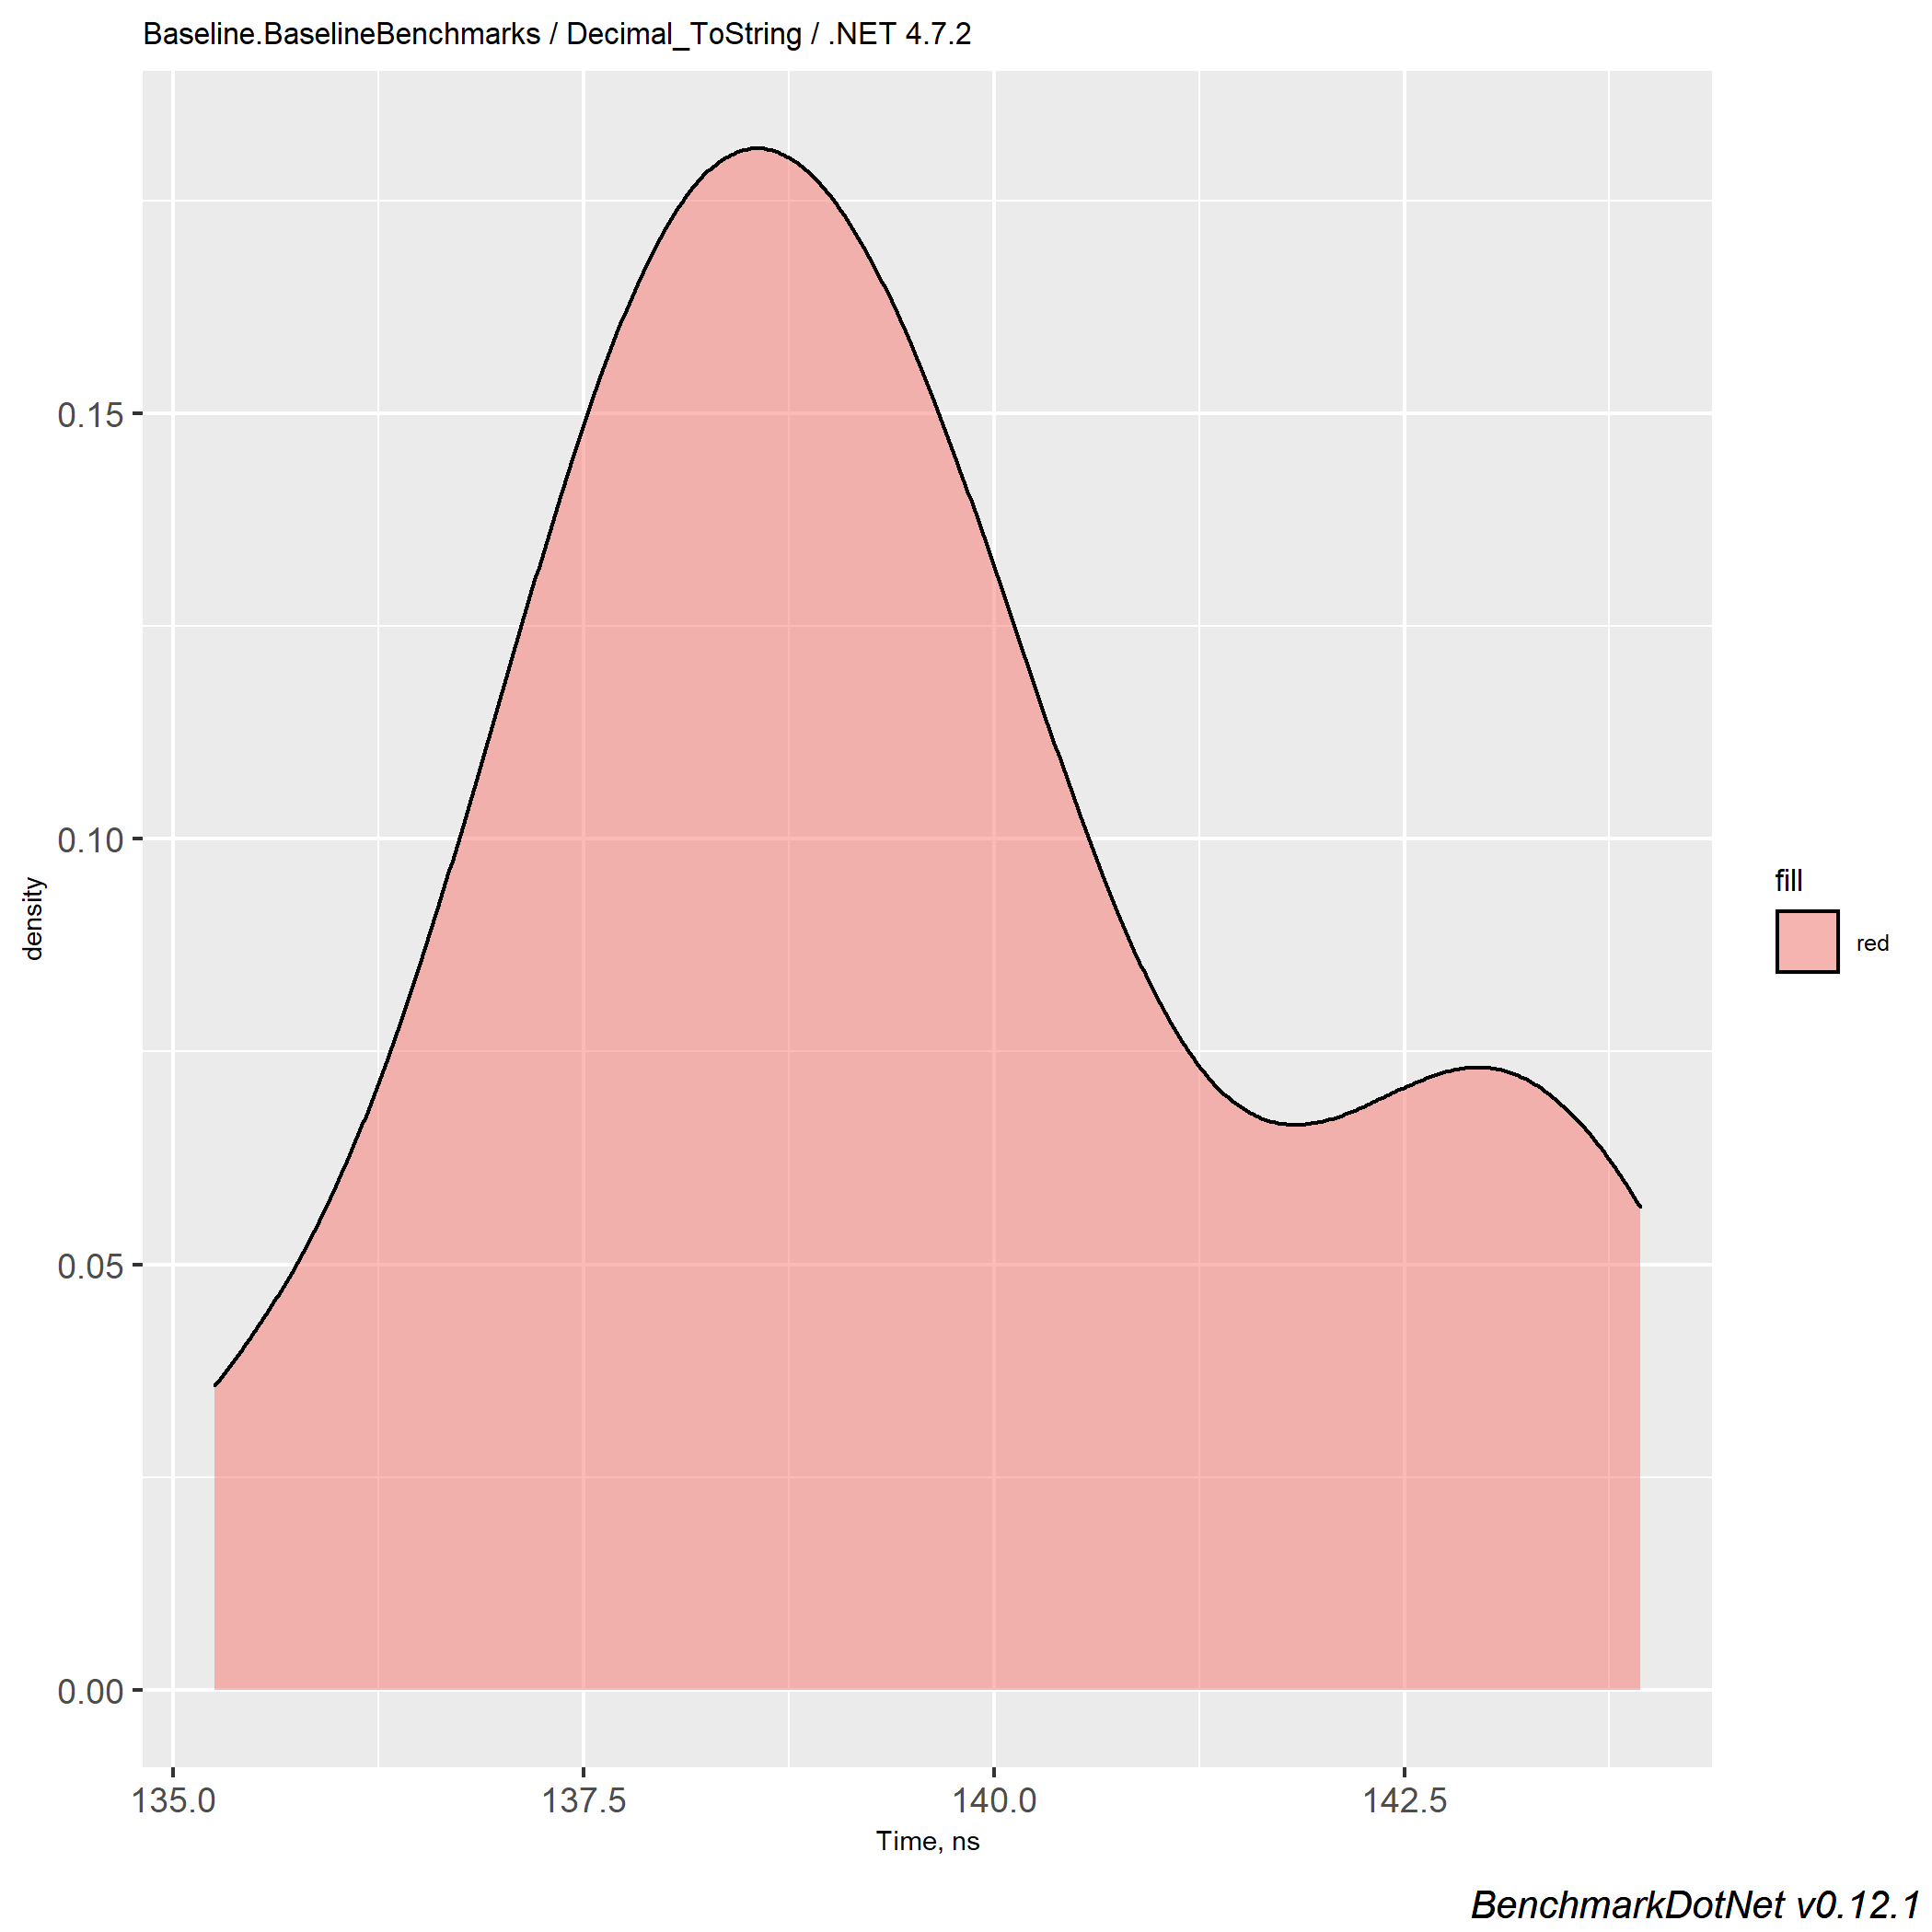 Baseline.BaselineBenchmarks / Decimal_ToString / .NET 4.7.2
0.15
0.10
0.05
0.00
density
135.0 137.5 140.0 142.5
Time, ns
fill
red
BenchmarkDotNet v0.12.1